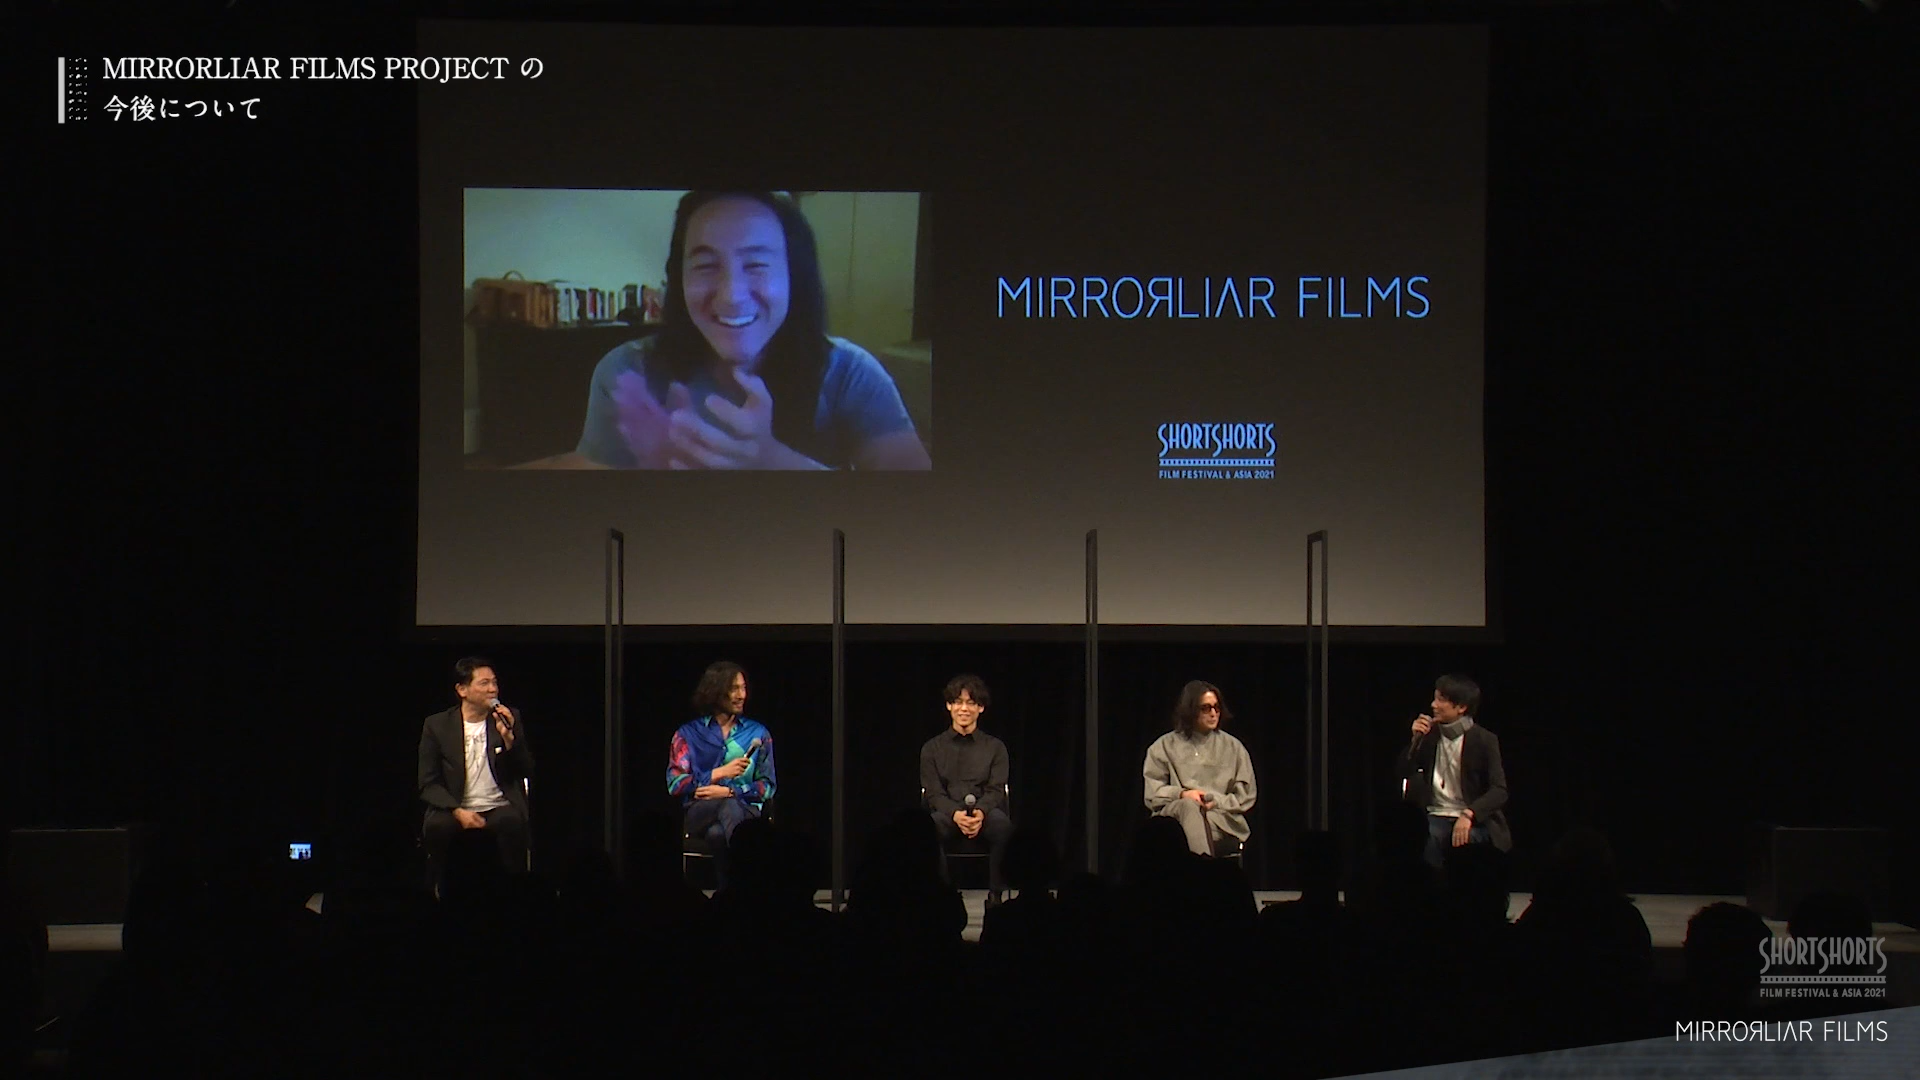 MIRRORLIAR FILMS PROJECT の
今後について
MIRRORLIAR FILMS
SHORTSHORTS
FILM FESTIVAL & ASIA 2021
SHORTSHORTS
FILM FESTIVAL & ASIA 2021
MIRRORLIAR FILMS